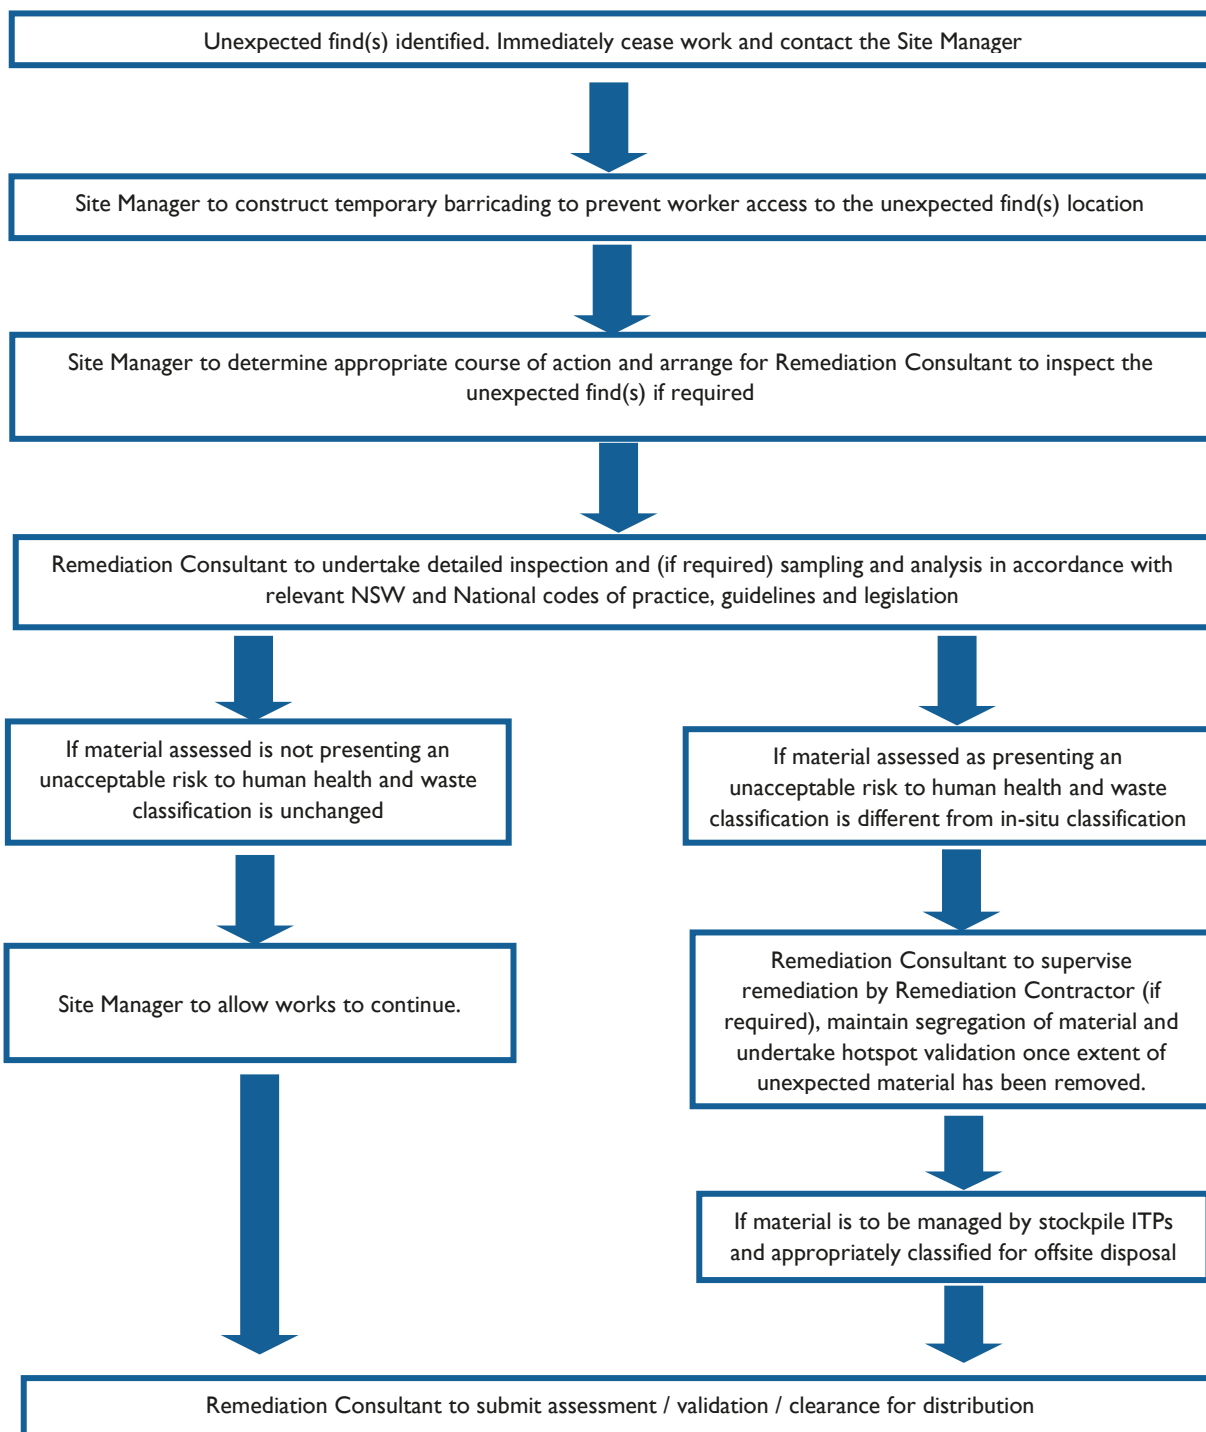 Unexpected find(s) identified. Immediately cease work and contact the Site Manager
Site Manager to construct temporary barricading to prevent worker access to the unexpected find(s) location
Site Manager to determine appropriate course of action and arrange for Remediation Consultant to inspect the
unexpected find(s) if required
Remediation Consultant to undertake detailed inspection and (if required) sampling and analysis in accordance with
relevant NSW and National codes of practice, guidelines and legislation
If material assessed is not presenting an
unacceptable risk to human health and waste
classification is unchanged
If material assessed as presenting an
unacceptable risk to human health and waste
classification is different from in-situ classification
Site Manager to allow works to continue.
Remediation Consultant to supervise
remediation by Remediation Contractor (if
required), maintain segregation of material and
undertake hotspot validation once extent of
unexpected material has been removed.
If material is to be managed by stockpile ITPs
and appropriately classified for offsite disposal
Remediation Consultant to submit assessment / validation / clearance for distribution